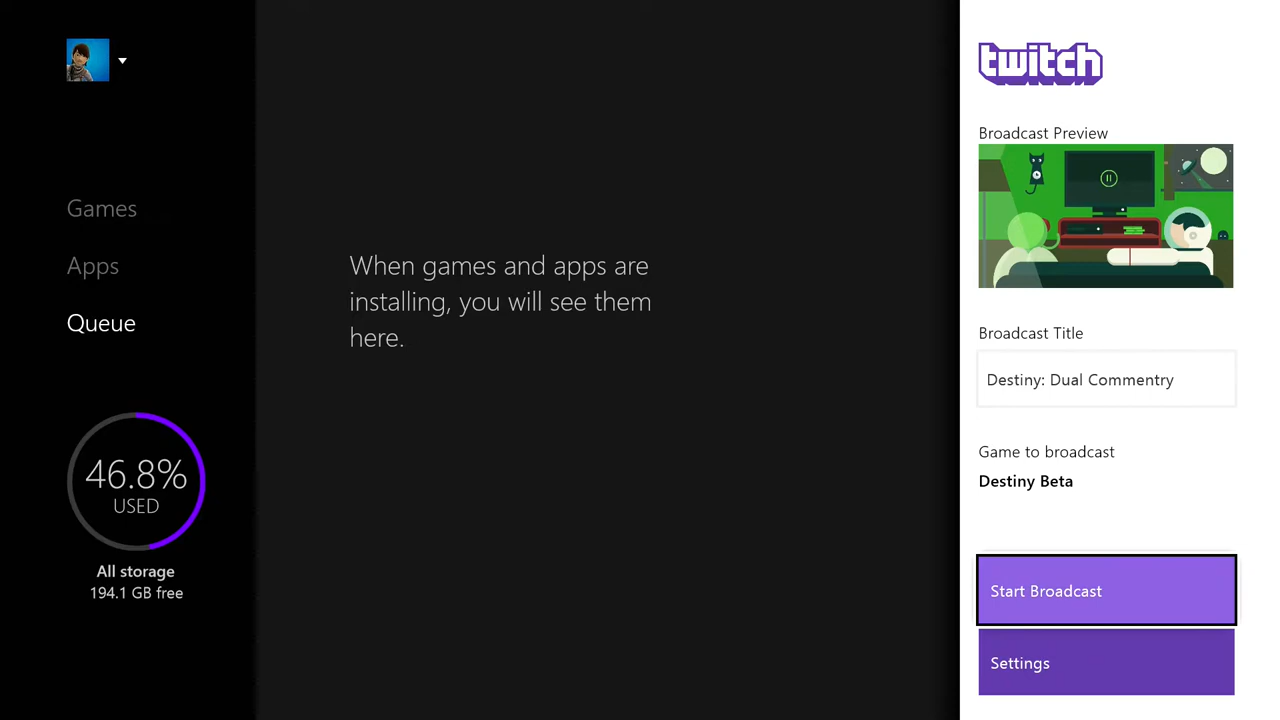 Games
Apps
Queue
46.8%
USED
All storage
194.1 GB free
When games and apps are
installing, you will see them
here.
twitch
Broadcast Preview
Broadcast Title
Destiny: Dual Commentry
Game to broadcast
Destiny Beta
Start Broadcast
Settings